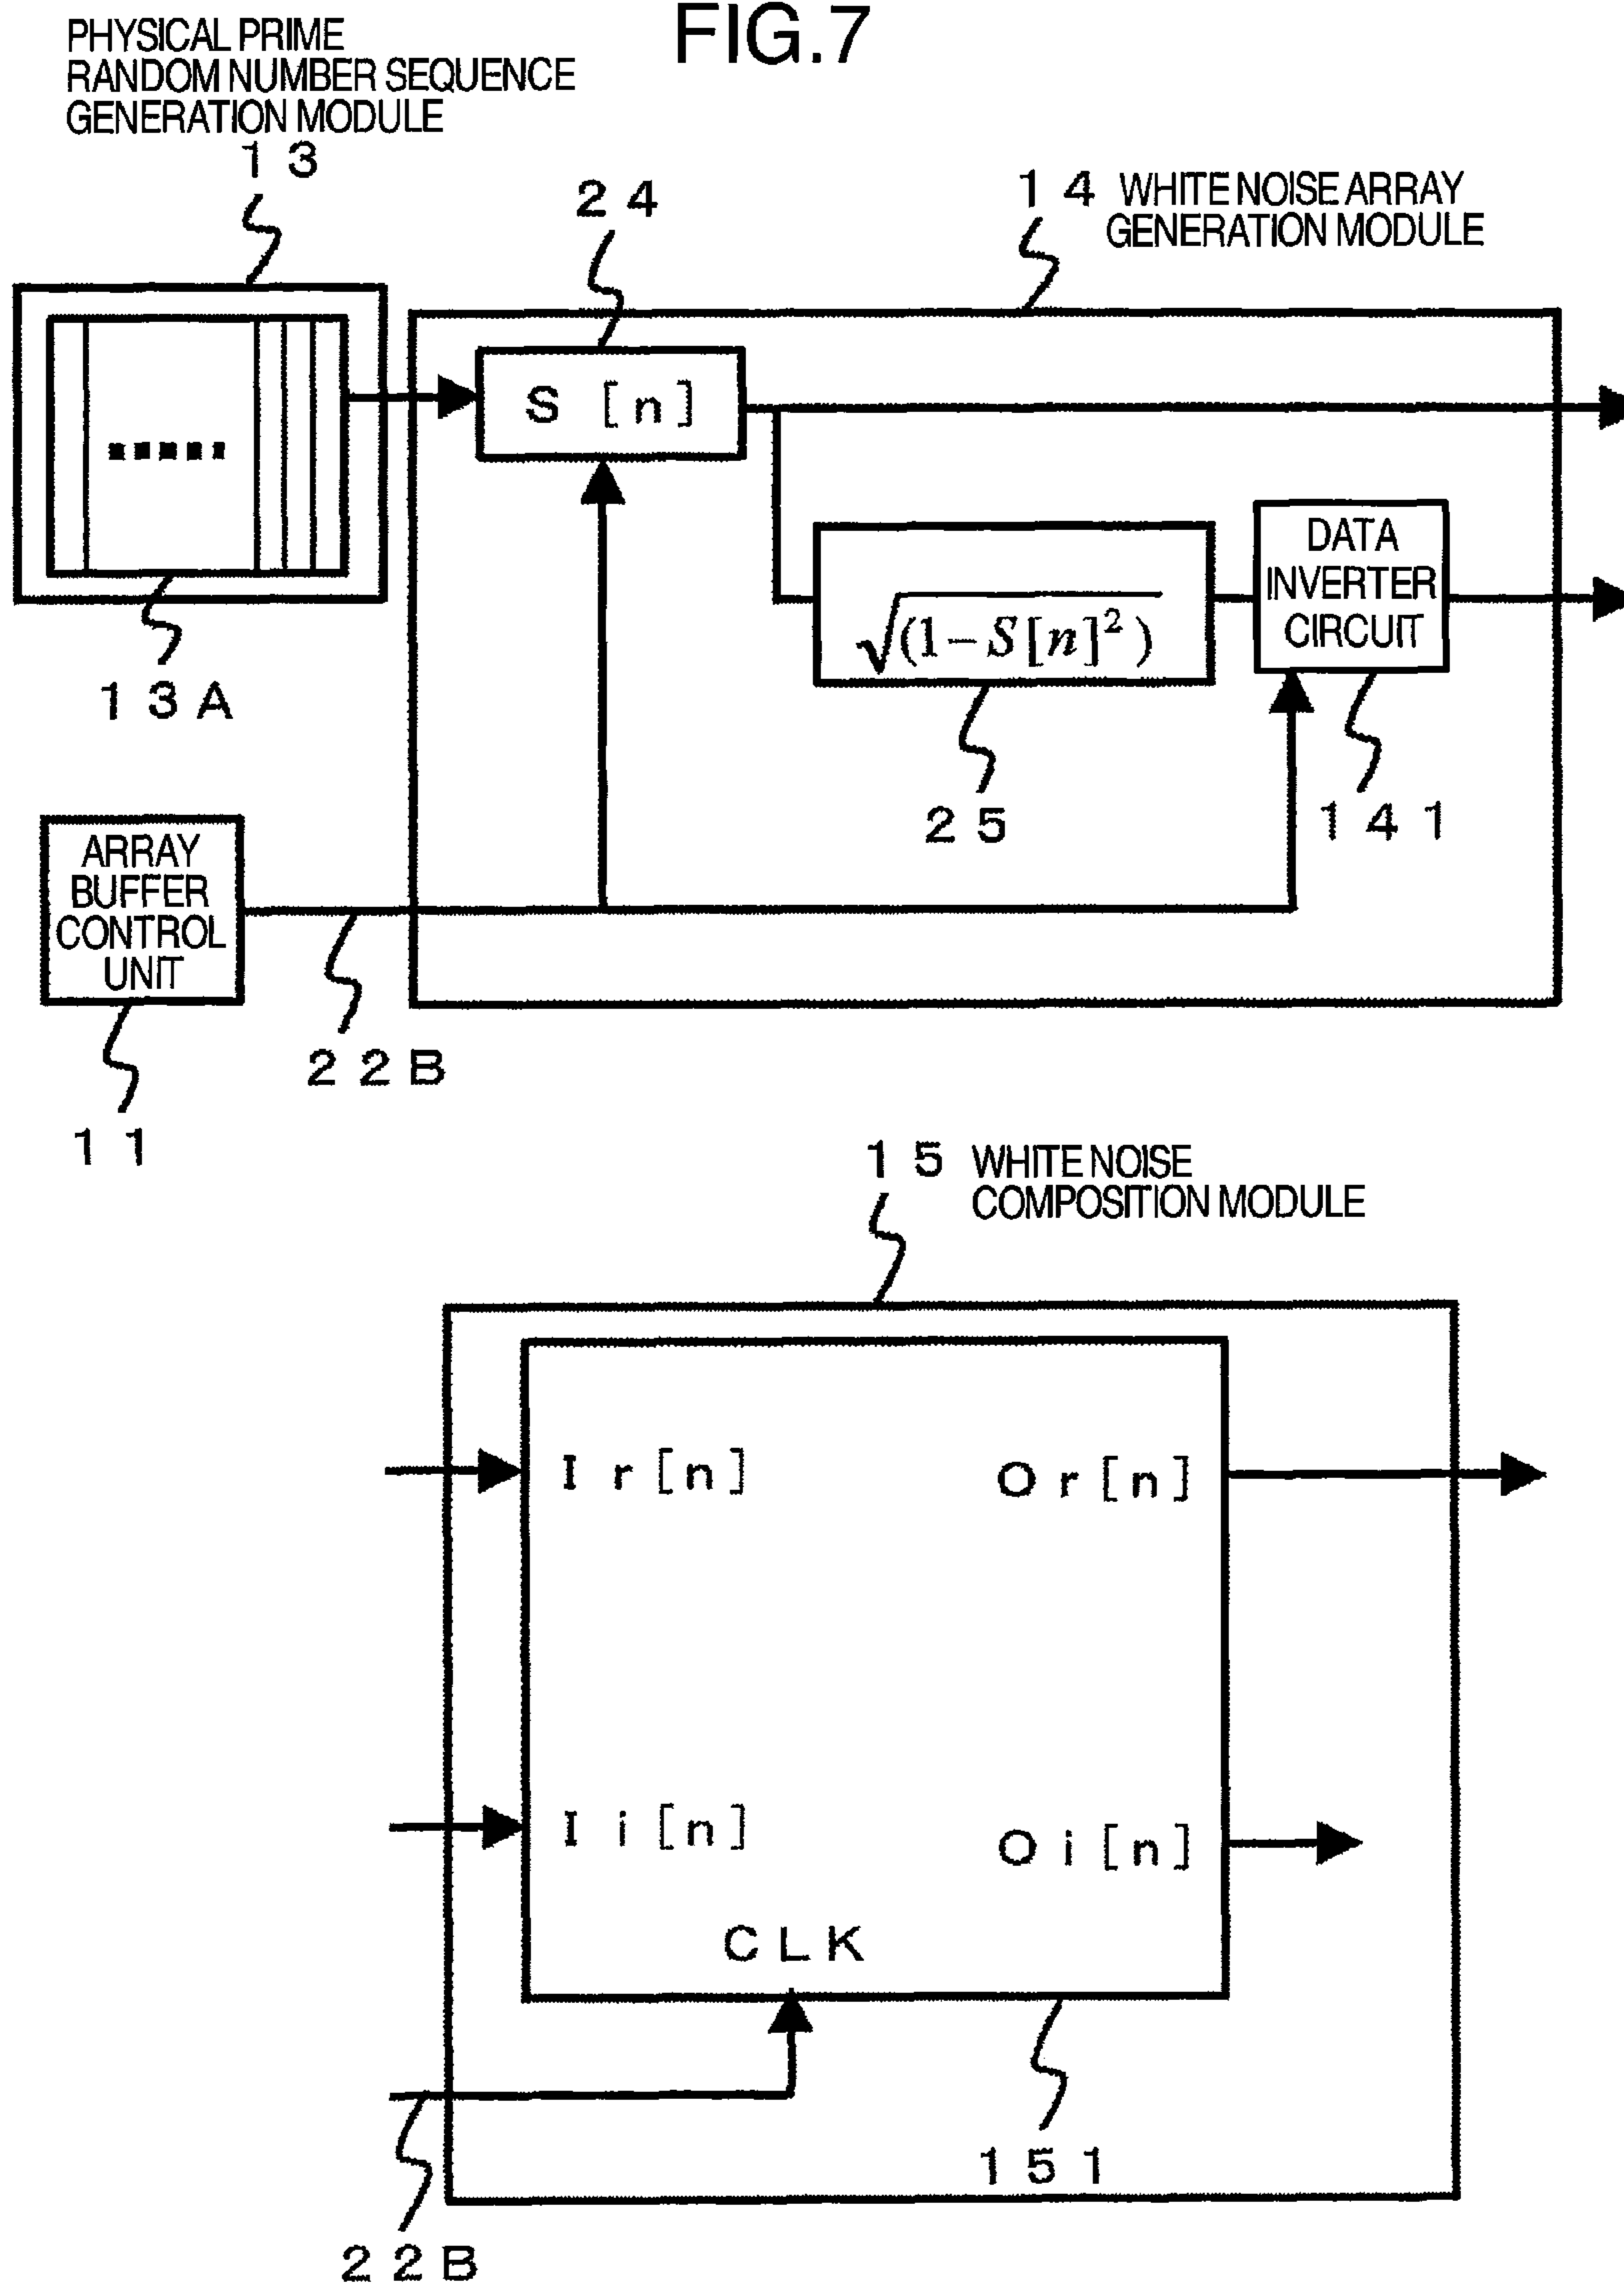 FIG.7
PHYSICAL PRIME
RANDOM NUMBER SEQUENCE
GENERATION MODULE
13
24
14 WHITE NOISE ARRAY
GENERATION MODULE
S [n]
√(1-S[n]²)
DATA
INVERTER
CIRCUIT
13A
25
141
ARRAY
BUFFER
CONTROL
UNIT
22B
11
15 WHITE NOISE
COMPOSITION MODULE
Ir[n]
Or[n]
Ii[n]
Oi[n]
CLK
151
22B